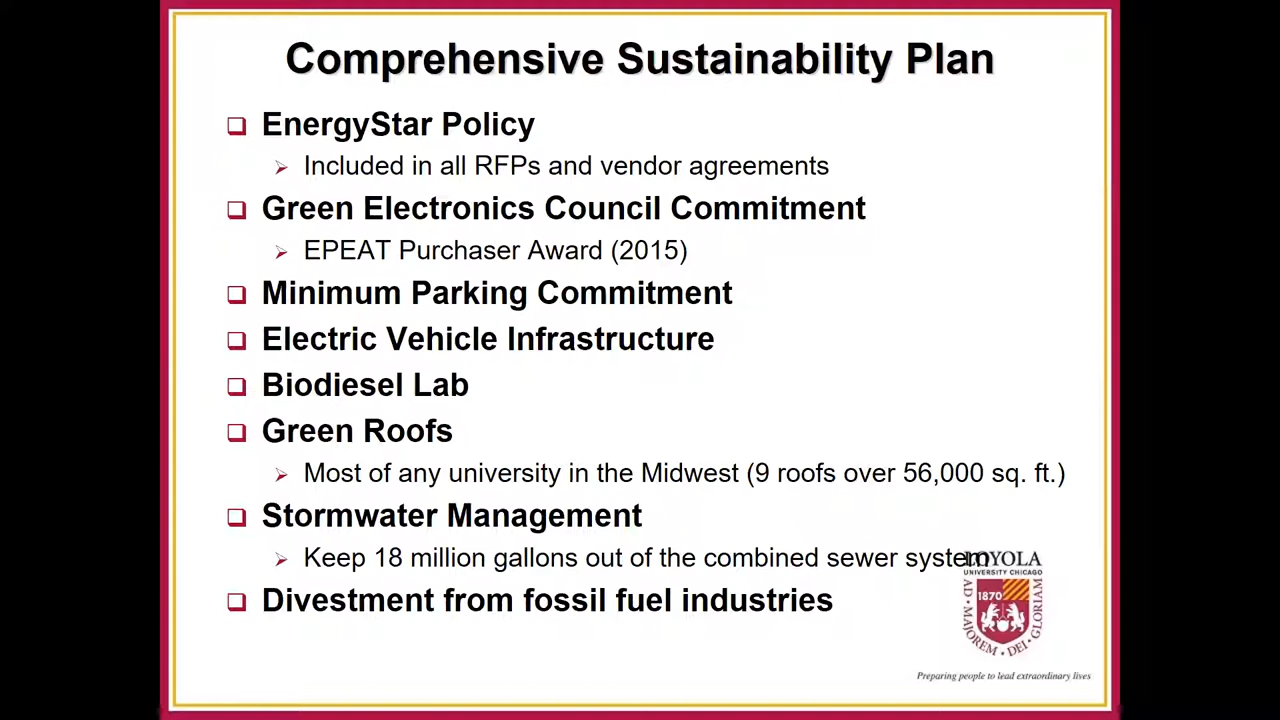 Comprehensive Sustainability Plan
EnergyStar Policy
Included in all RFPs and vendor agreements
Green Electronics Council Commitment
EPEAT Purchaser Award (2015)
Minimum Parking Commitment
Electric Vehicle Infrastructure
Biodiesel Lab
Green Roofs
Most of any university in the Midwest (9 roofs over 56,000 sq. ft.)
Stormwater Management
Keep 18 million gallons out of the combined sewer system
Divestment from fossil fuel industries
LOYOLA
UNIVERSITY CHICAGO
1870
AD • MAJOREM • DEI • GLORIAM
Preparing people to lead extraordinary lives